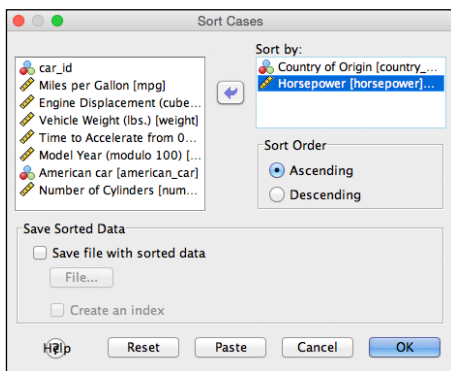 Sort Cases
car_id
Miles per Gallon [mpg]
Engine Displacement (cube...
Vehicle Weight (lbs.) [weight]
Time to Accelerate from 0...
Model Year (modulo 100) [...
American car [american_car]
Number of Cylinders [num...
Sort by:
Country of Origin [country_...
Horsepower [horsepower]...
Sort Order
Ascending
Descending
Save Sorted Data
Save file with sorted data
File...
Create an index
Help
?
Reset
Paste
Cancel
OK